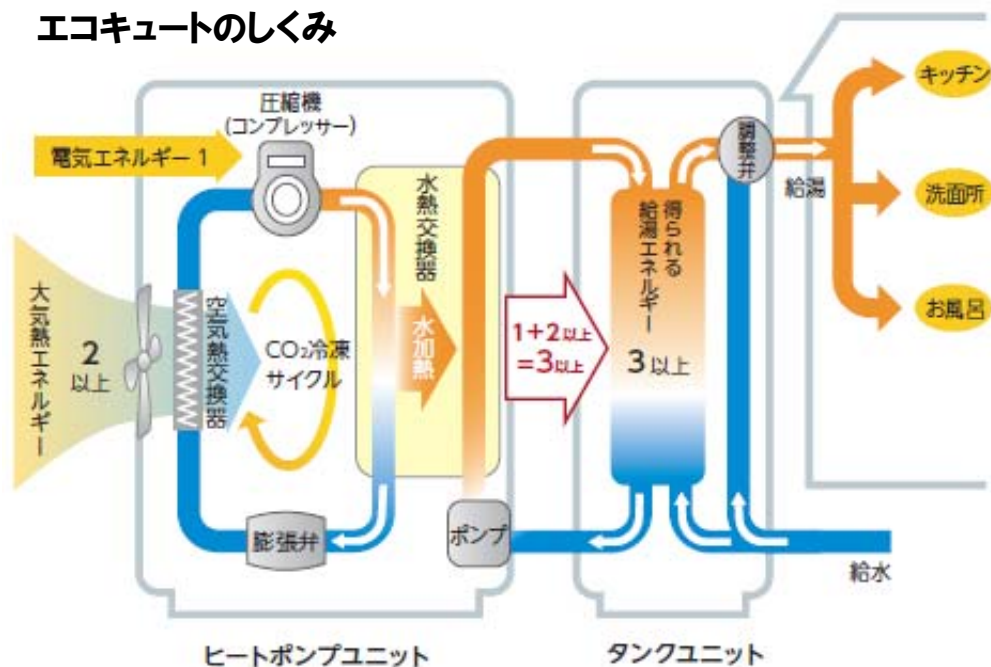 エコキュートのしくみ
圧縮機
(コンプレッサー)
電気エネルギー 1
大気熱エネルギー
2
以上
空気熱交換器
CO₂冷凍
サイクル
膨張弁
水熱交換器
水加熱
ポンプ
1+2以上
=3以上
得られる
給湯エネルギー
3以上
調整弁
給湯
キッチン
洗面所
お風呂
給水
ヒートポンプユニット
タンクユニット